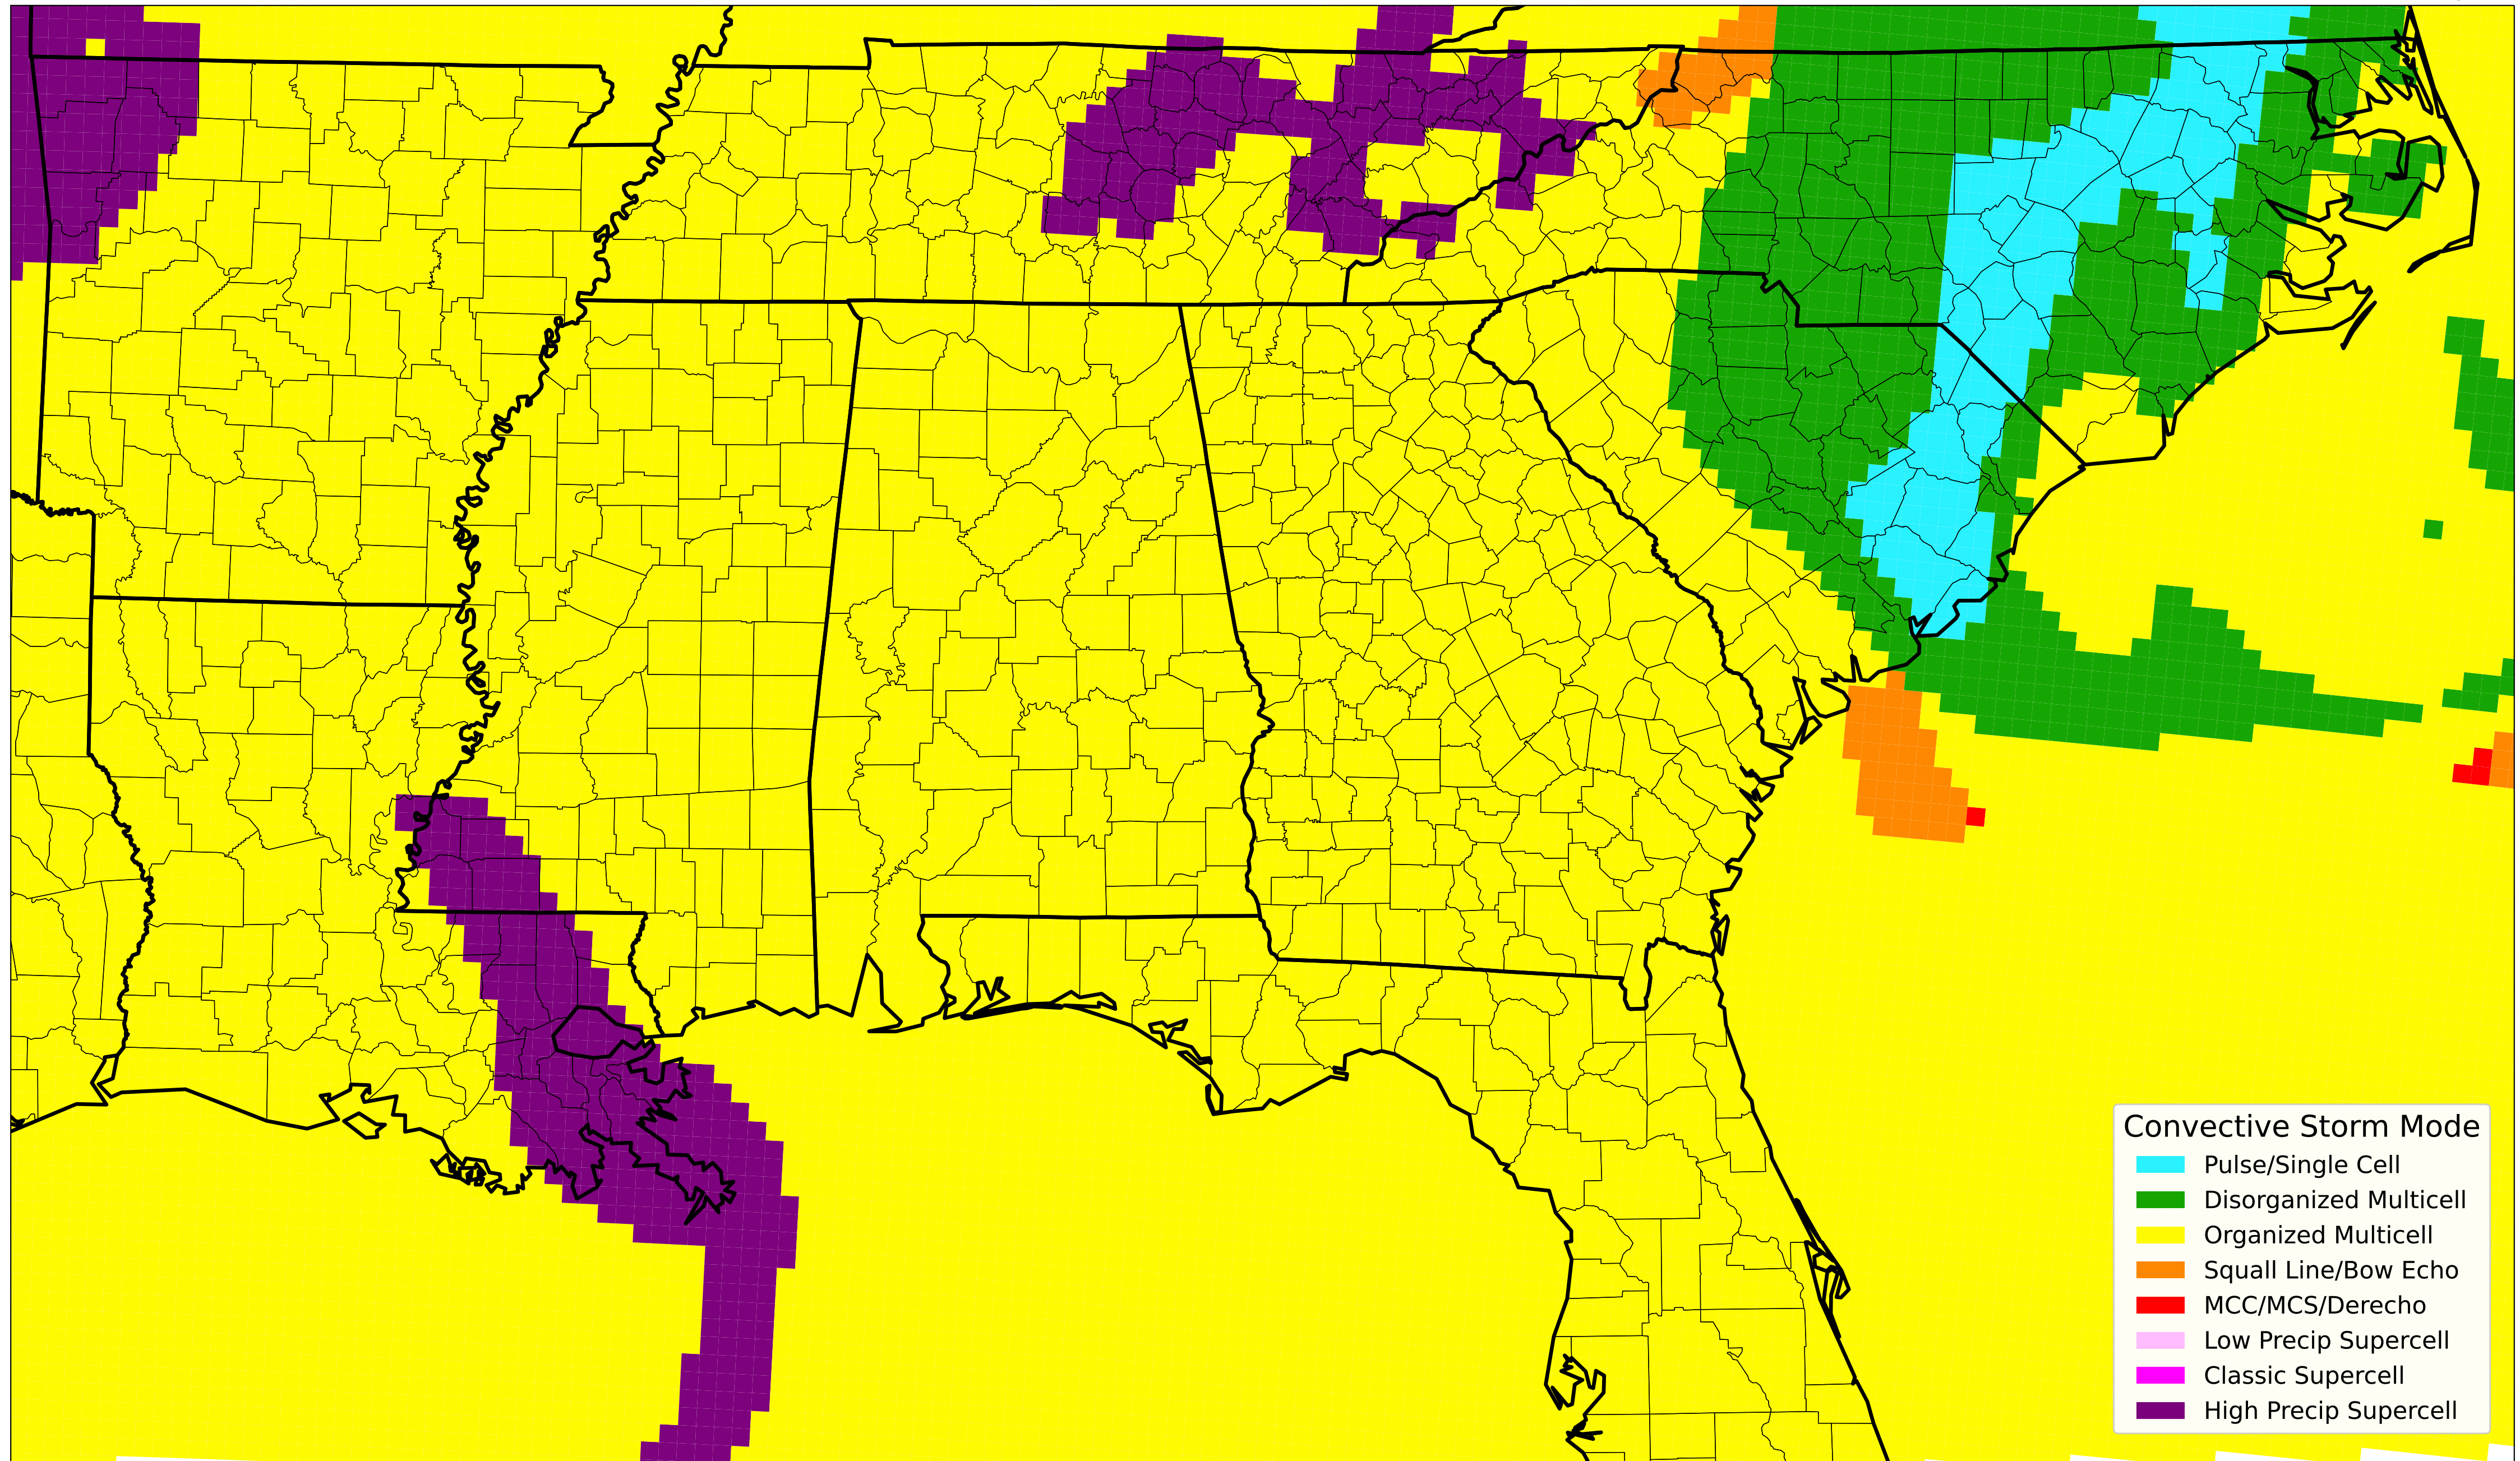 Convective Storm Mode
Pulse/Single Cell
Disorganized Multicell
Organized Multicell
Squall Line/Bow Echo
MCC/MCS/Derecho
Low Precip Supercell
Classic Supercell
High Precip Supercell